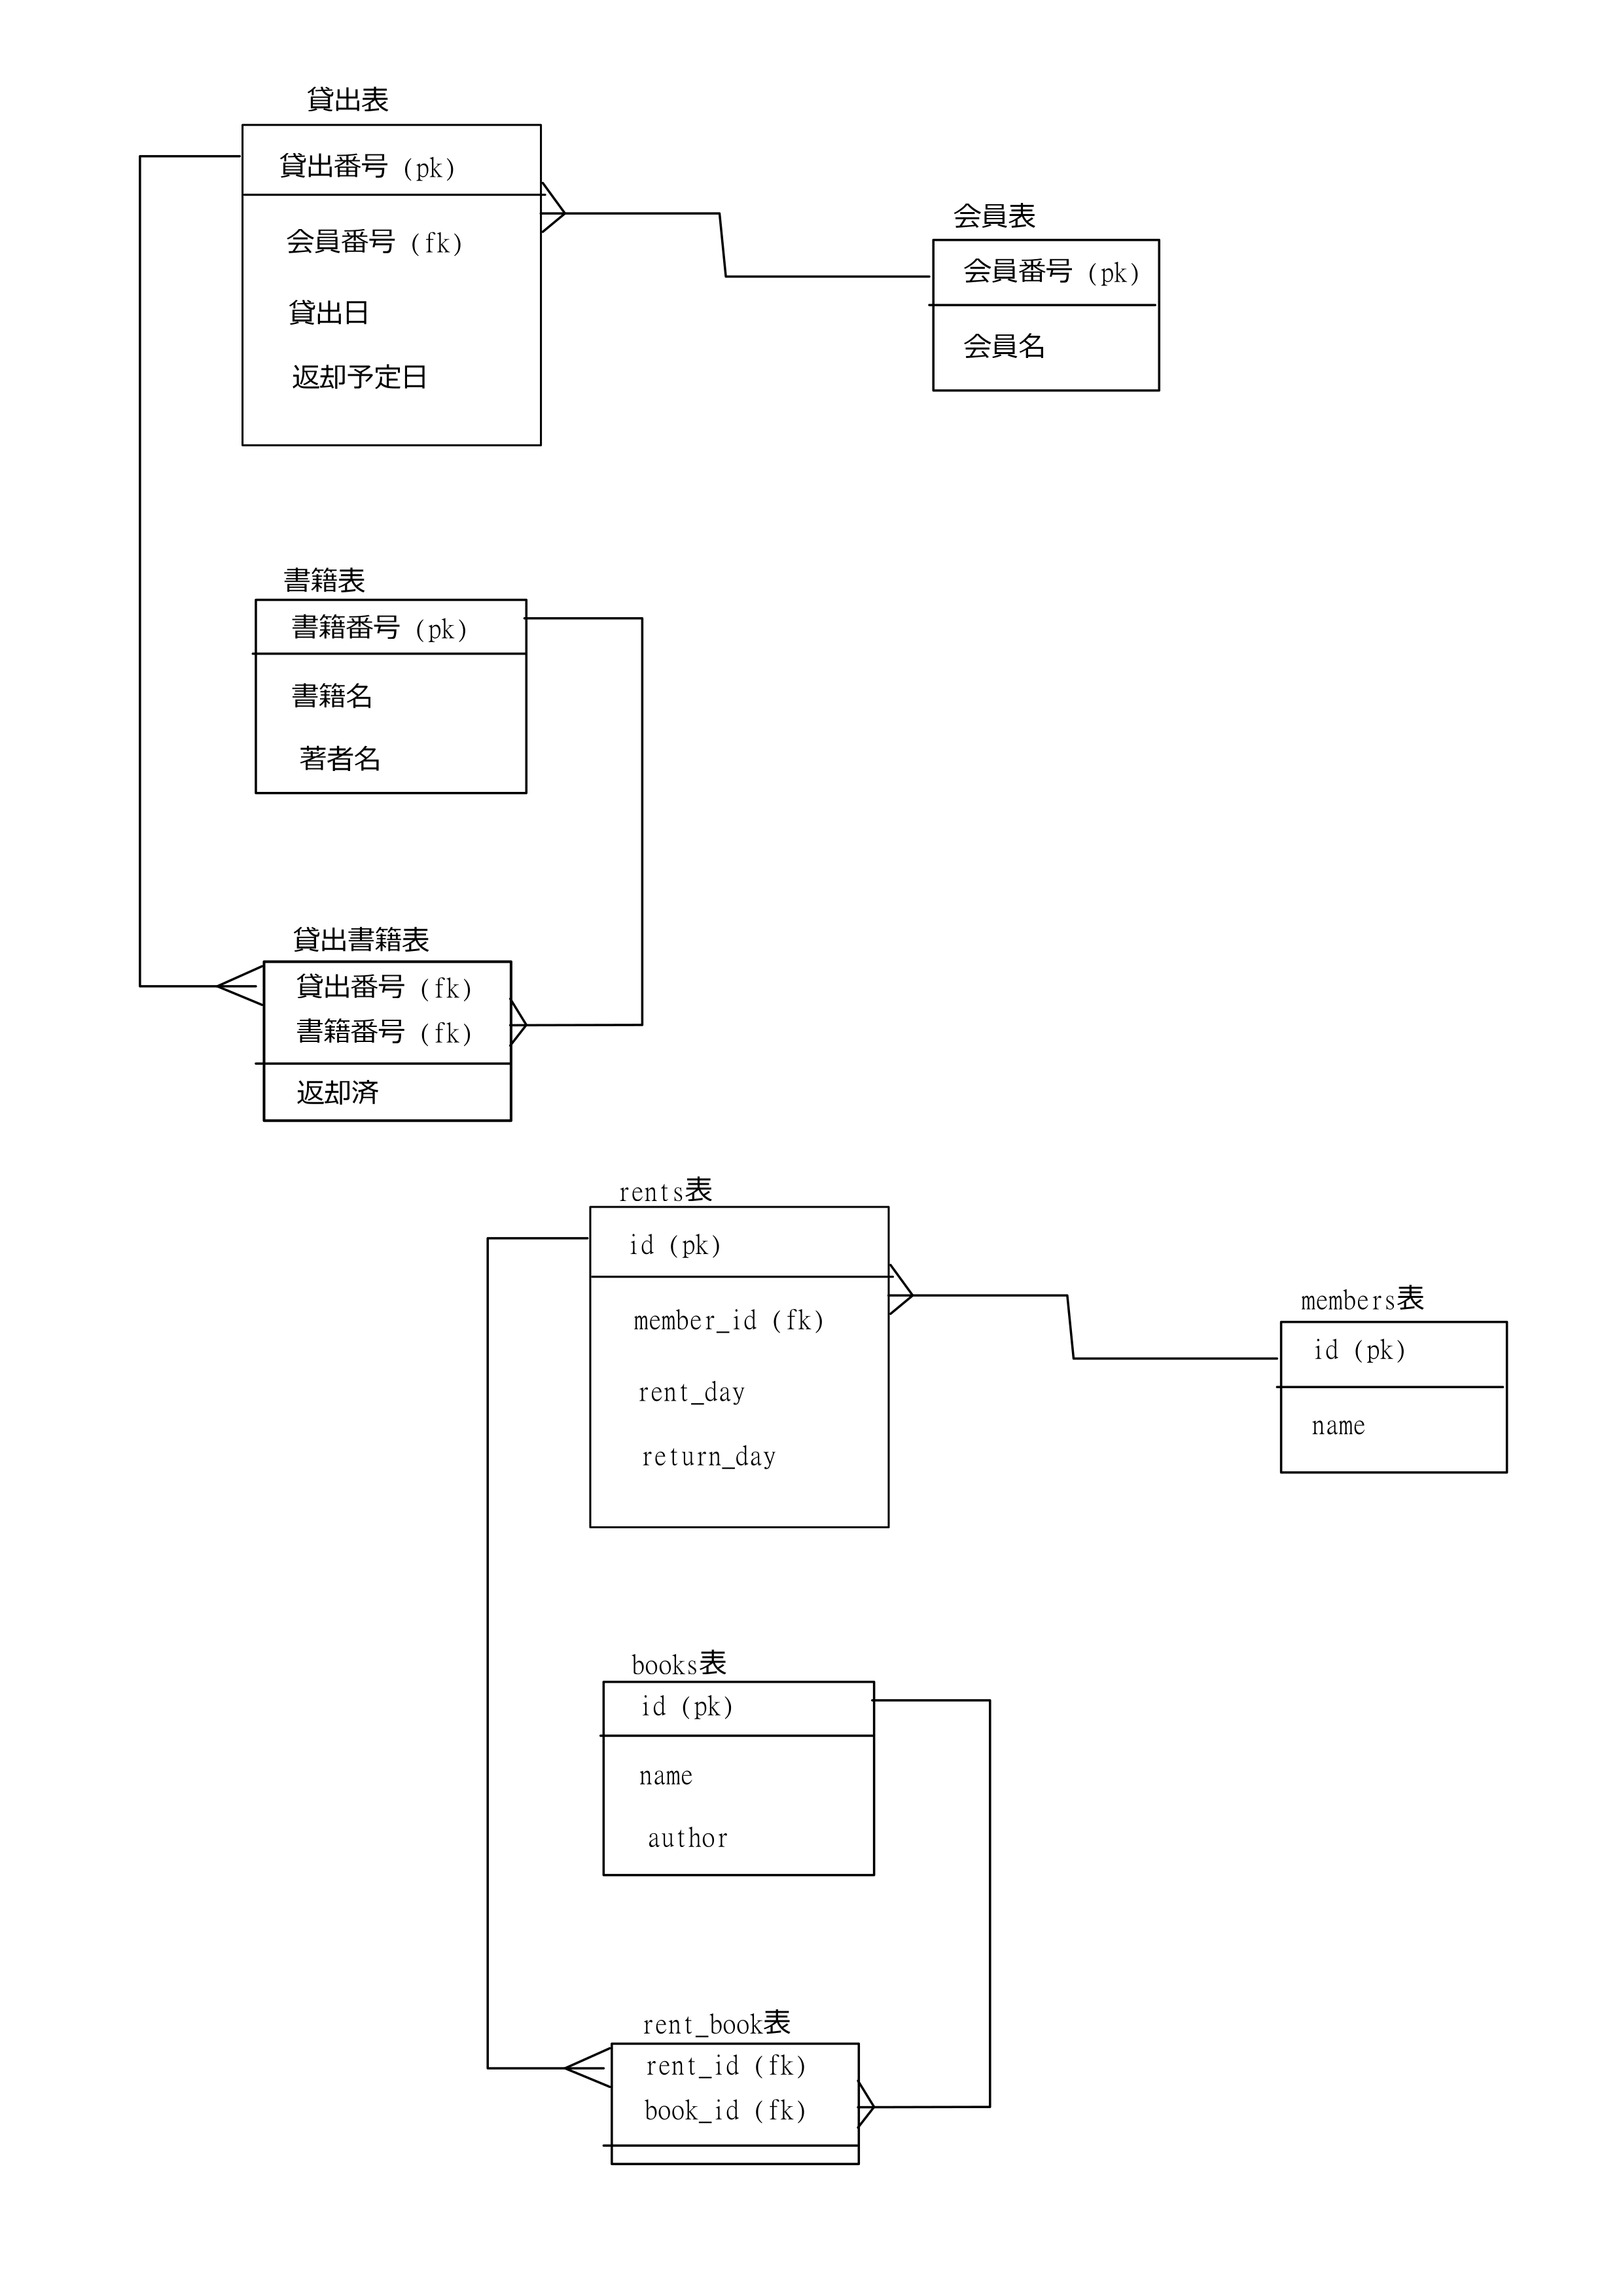 貸出表
貸出番号 (pk)
会員番号 (fk)
貸出日
返却予定日
会員表
会員番号 (pk)
会員名
書籍表
書籍番号 (pk)
書籍名
著者名
貸出書籍表
貸出番号 (fk)
書籍番号 (fk)
返却済
rents表
id (pk)
member_id (fk)
rent_day
return_day
members表
id (pk)
name
books表
id (pk)
name
author
rent_book表
rent_id (fk)
book_id (fk)